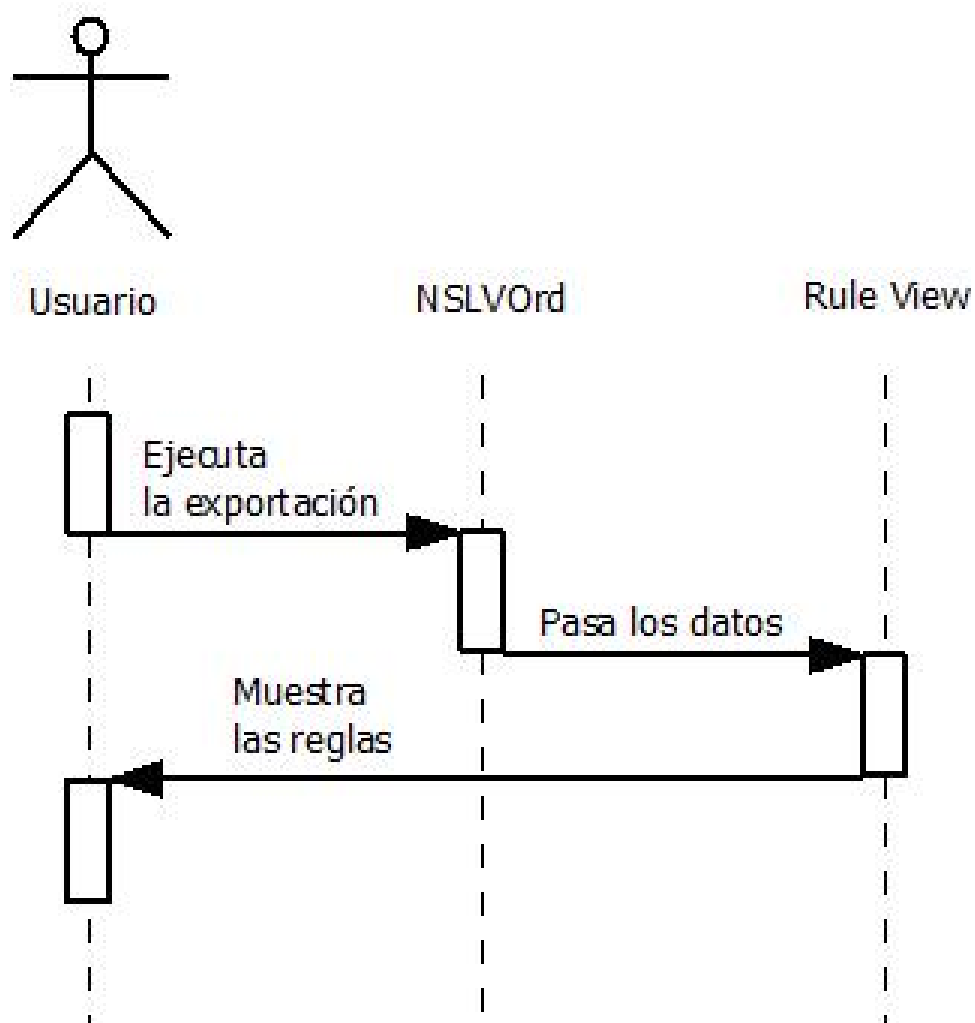 Usuario
NSLVOrd
Rule View
Ejecuta
la exportación
Pasa los datos
Muestra
las reglas